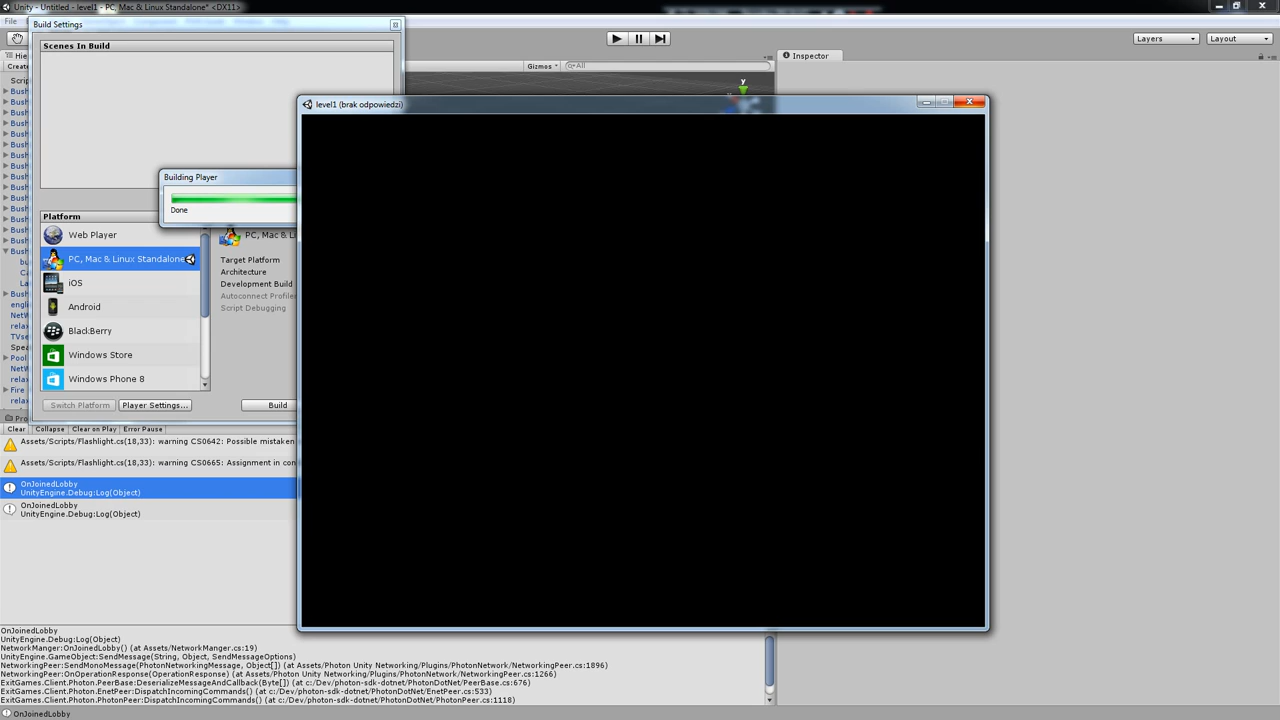 Unity - Untitled - level1 - PC, Mac & Linux Standalone* <DX11>
File
Build Settings
Layers
Layout
Scenes In Build
Inspector
Gizmos
All
Create
y
level1 (brak odpowiedzi)
Building Player
Done
Platform
Web Player
PC, Mac & Linux Standalone
iOS
Android
BlackBerry
Windows Store
Windows Phone 8
PC, Mac & Li
Target Platform
Architecture
Development Build
Autoconnect Profiler
Script Debugging
Switch Platform
Player Settings...
Build
Bush
Fire
Clear
Collapse
Clear on Play
Error Pause
Assets/Scripts/Flashlight.cs(18,33): warning CS0642: Possible mistaken
Assets/Scripts/Flashlight.cs(18,33): warning CS0665: Assignment in con
OnJoinedLobby
UnityEngine.Debug:Log(Object)
OnJoinedLobby
UnityEngine.Debug:Log(Object)
OnJoinedLobby
UnityEngine.Debug:Log(Object)
NetworkManger:OnJoinedLobby() (at Assets/NetworkManger.cs:19)
UnityEngine.GameObject:SendMessage(String, Object, SendMessageOptions)
NetworkingPeer:SendMonoMessage(PhotonNetworkingMessage, Object[]) (at Assets/Photon Unity Networking/Plugins/PhotonNetwork/NetworkingPeer.cs:1896)
NetworkingPeer:OnOperationResponse(OperationResponse) (at Assets/Photon Unity Networking/Plugins/PhotonNetwork/NetworkingPeer.cs:1266)
ExitGames.Client.Photon.PeerBase:DeserializeMessageAndCallback(Byte[]) (at c:/Dev/photon-sdk-dotnet/PhotonDotNet/PeerBase.cs:676)
ExitGames.Client.Photon.EnetPeer:DispatchIncomingCommands() (at c:/Dev/photon-sdk-dotnet/PhotonDotNet/EnetPeer.cs:533)
ExitGames.Client.Photon.PhotonPeer:DispatchIncomingCommands() (at c:/Dev/photon-sdk-dotnet/PhotonDotNet/PhotonPeer.cs:1118)
OnJoinedLobby